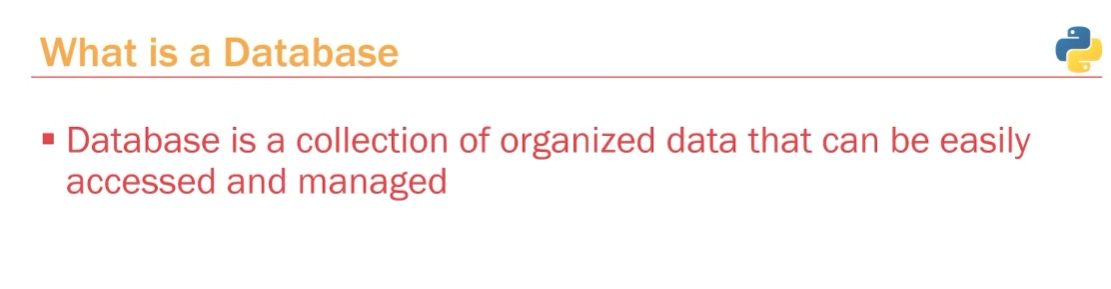 What is a Database
▪ Database is a collection of organized data that can be easily
accessed and managed